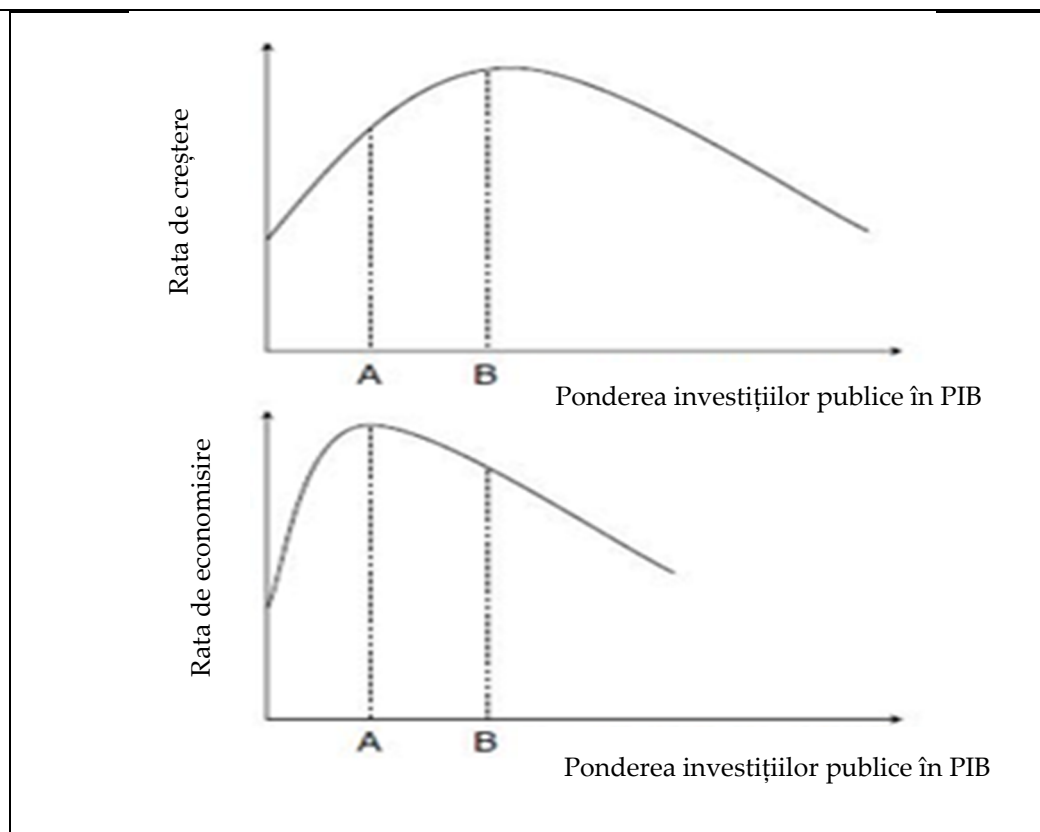 Rata de creștere
A B
Ponderea investițiilor publice în PIB
Rata de economisire
A B
Ponderea investițiilor publice în PIB